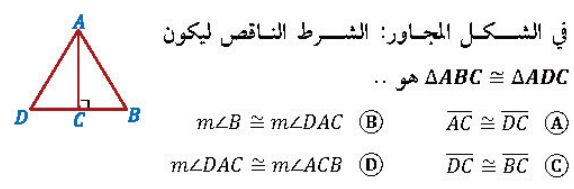 في الشكل المجاور: الشرط الناقص ليكون
ΔABC ≅ ΔADC هو ..
Ⓐ AC ≅ DC Ⓑ m∠B ≅ m∠DAC
Ⓒ DC ≅ BC Ⓓ m∠DAC ≅ m∠ACB
A
D C B